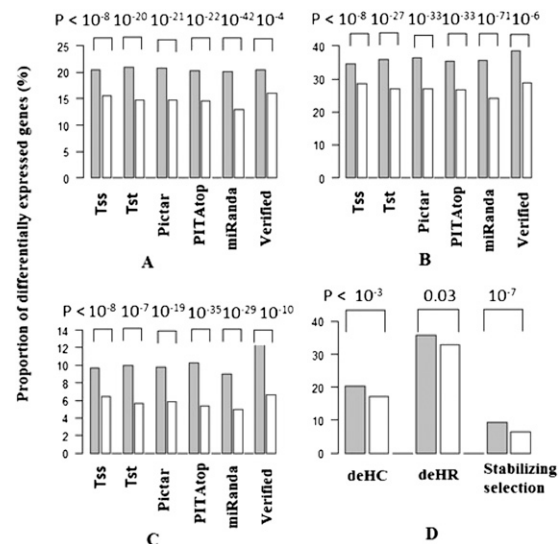 P < 10-8 10-20 10-21 10-22 10-42 10-4
25
20
15
10
5
0
Tss Tst Pictar PITAtop miRanda Verified
A
P < 10-8 10-27 10-33 10-33 10-71 10-6
40
30
20
10
0
Tss Tst Pictar PITAtop miRanda Verified
B
Proportion of differentially expressed genes (%)
P < 10-8 10-7 10-19 10-35 10-29 10-10
14
12
10
8
6
4
2
0
Tss Tst Pictar PITAtop miRanda Verified
C
P < 10-3 0.03 10-7
40
30
20
10
0
deHC deHR Stabilizing
selection
D